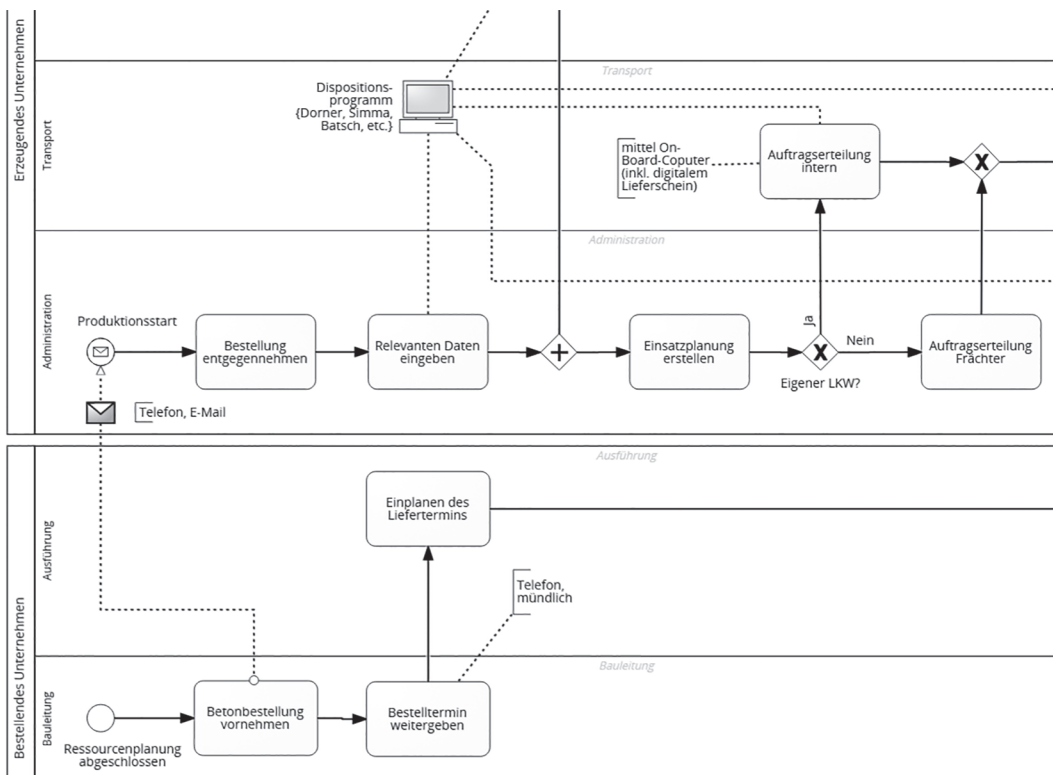 Erzeugendes Unternehmen
Transport
Transport
Dispositions-
programm
{Dorner, Simma,
Batsch, etc.}
mittel On-
Board-Coputer
(inkl. digitalem
Lieferschein)
Auftragserteilung
intern
X
Administration
Administration
Produktionsstart
Bestellung
entgegennehmen
Relevanten Daten
eingeben
Einsatzplanung
erstellen
Ja
X
Nein
Eigener LKW?
Auftragserteilung
Frächter
Telefon, E-Mail
Bestellendes Unternehmen
Ausführung
Ausführung
Einplanen des
Liefertermins
Telefon,
mündlich
Bauleitung
Bauleitung
Ressourcenplanung
abgeschlossen
Betonbestellung
vornehmen
Bestelltermin
weitergeben